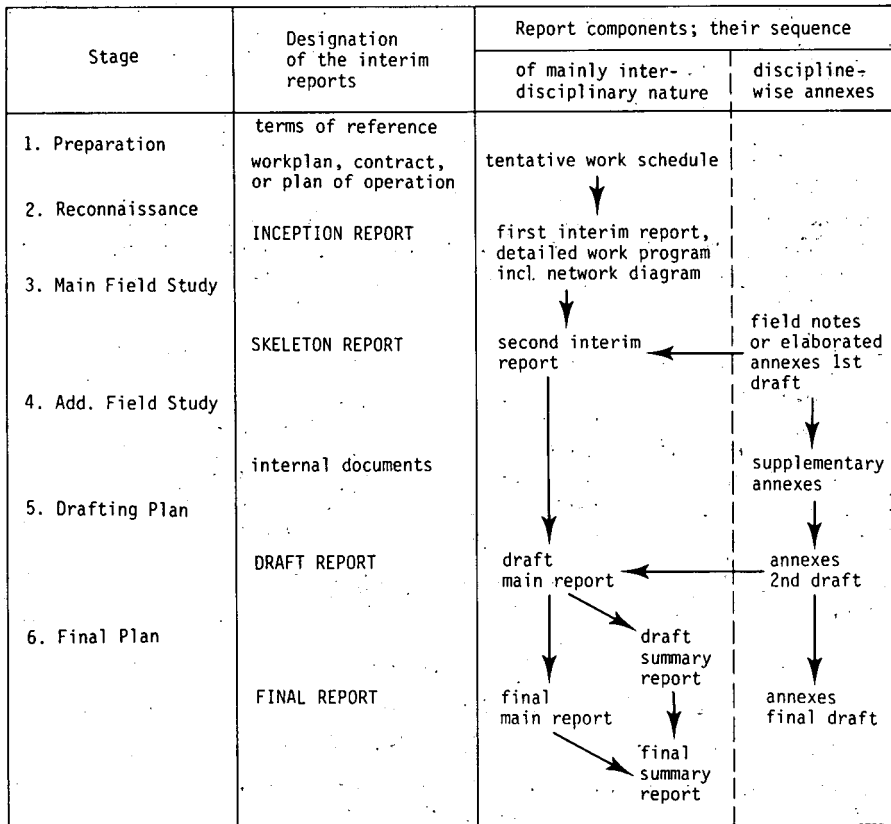 Stage
Designation
of the interim
reports
Report components; their sequence
of mainly inter-
disciplinary nature
discipline-
wise annexes
1. Preparation
terms of reference
workplan, contract,
or plan of operation
tentative work schedule
2. Reconnaissance
INCEPTION REPORT
first interim report,
detailed work program
incl. network diagram
3. Main Field Study
SKELETON REPORT
second interim
report
field notes
or elaborated
annexes 1st
draft
4. Add. Field Study
internal documents
supplementary
annexes
5. Drafting Plan
DRAFT REPORT
draft
main report
annexes
2nd draft
6. Final Plan
draft
summary
report
FINAL REPORT
final
main report
annexes
final draft
final
summary
report